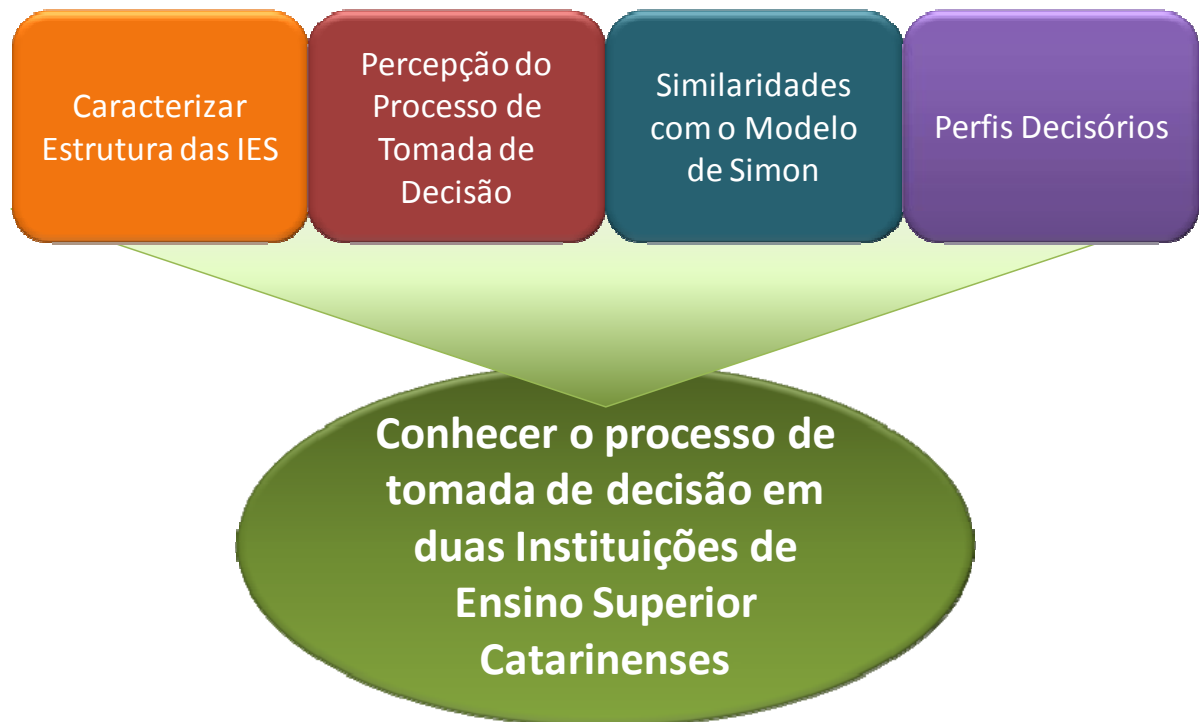 Caracterizar
Estrutura das IES
Percepção do
Processo de
Tomada de
Decisão
Similaridades
com o Modelo
de Simon
Perfis Decisórios
Conhecer o processo de
tomada de decisão em
duas Instituições de
Ensino Superior
Catarinenses